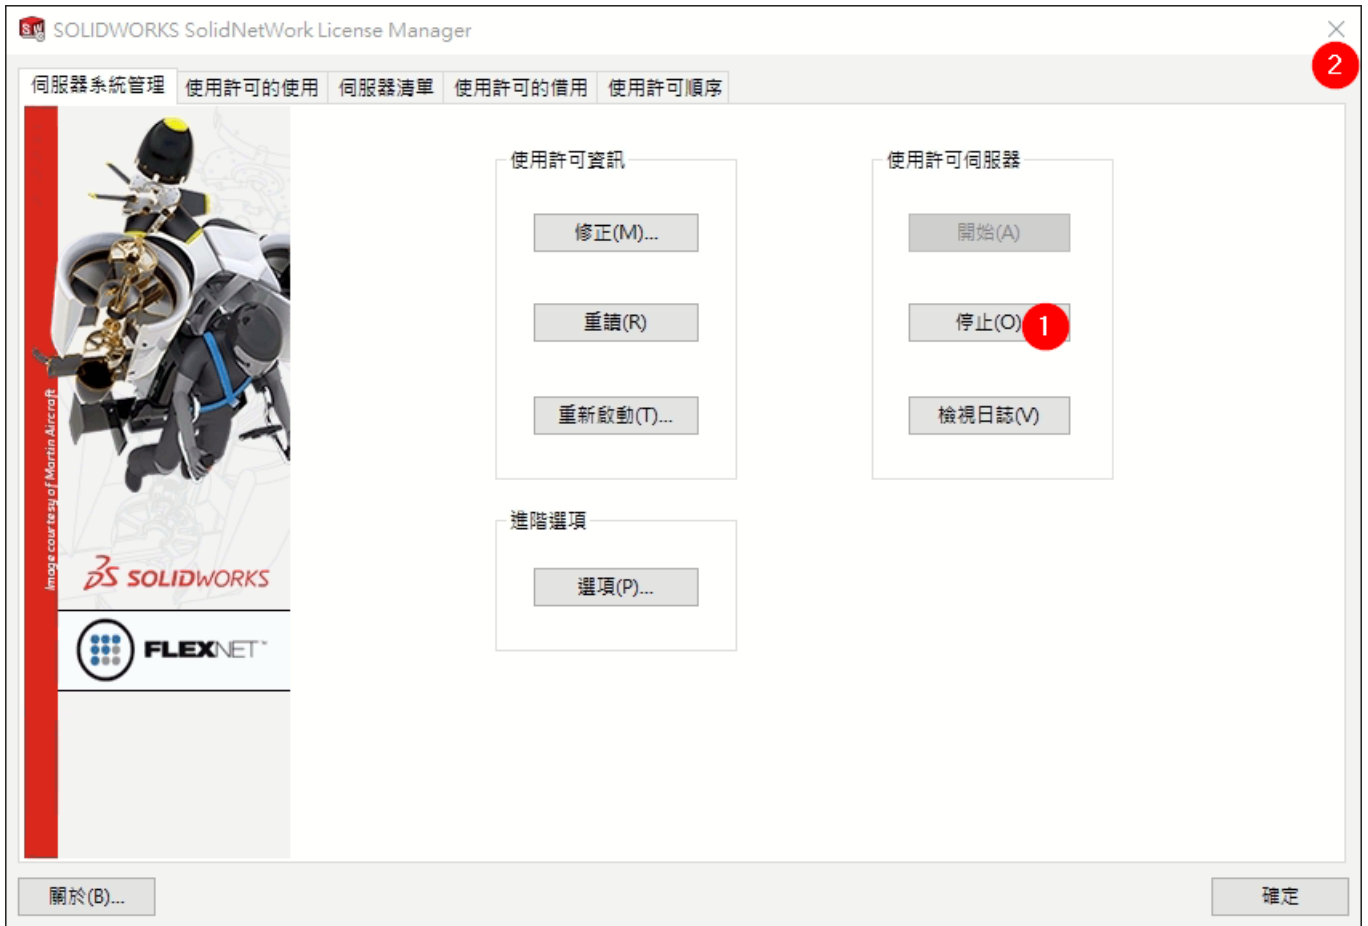 SOLIDWORKS SolidNetWork License Manager
2
伺服器系統管理 使用許可的使用 伺服器清單 使用許可的借用 使用許可順序
使用許可資訊
修正(M)...
重讀(R)
重新啟動(T)...
使用許可伺服器
開始(A)
停止(O)
1
檢視日誌(V)
進階選項
選項(P)...
Image courtesy of Martin Aircraft
3S SOLIDWORKS
FLEXNET™
關於(B)...
確定